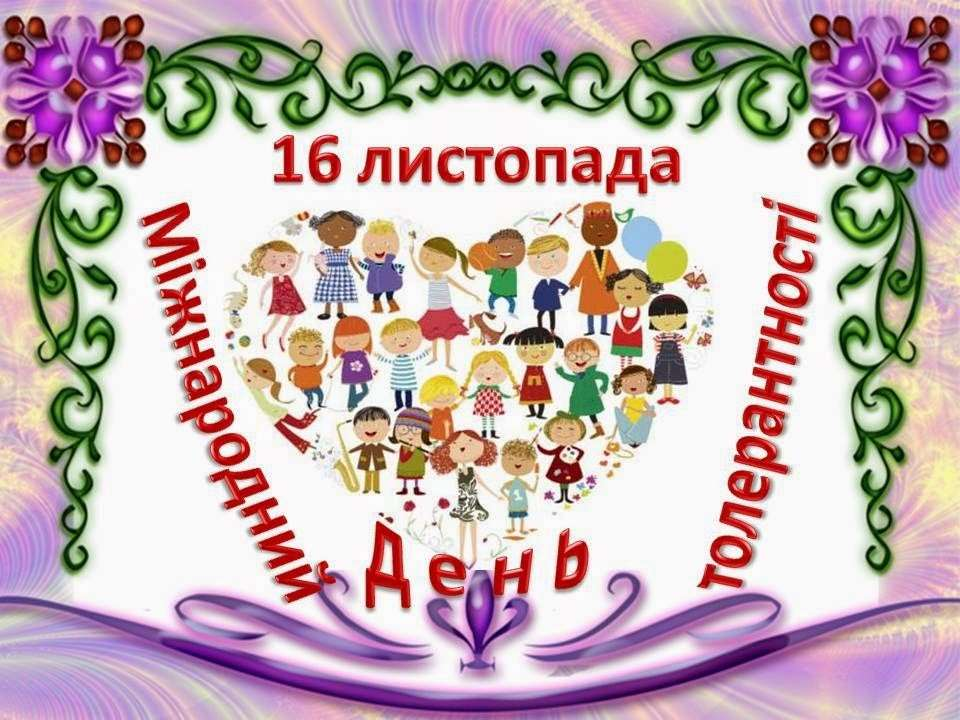 16 листопада
Міжнародний
День
толерантності